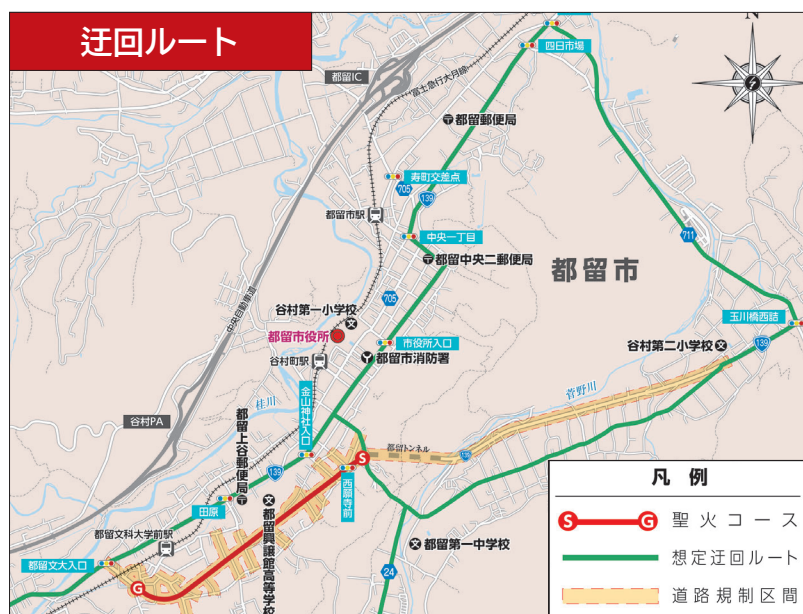 迂回ルート
N
四日市場
都留IC
富士急行大月線
都留郵便局
寿町交差点
705
139
都留市駅
中央一丁目
711
都留中央二郵便局
都留市
中央自動車道
705
谷村第一小学校
都留市役所
玉川橋西詰
市役所入口
谷村第二小学校
139
谷村町駅
都留市消防署
桂川
金山神社入口
菅野川
谷村PA
都留上谷郵便局
都留トンネル
S
139
139
西願寺前
田原
都留興譲館高等学校
都留文科大学前駅
都留第一中学校
都留文大入口
24
G
凡例
S G 聖火コース
想定迂回ルート
道路規制区間